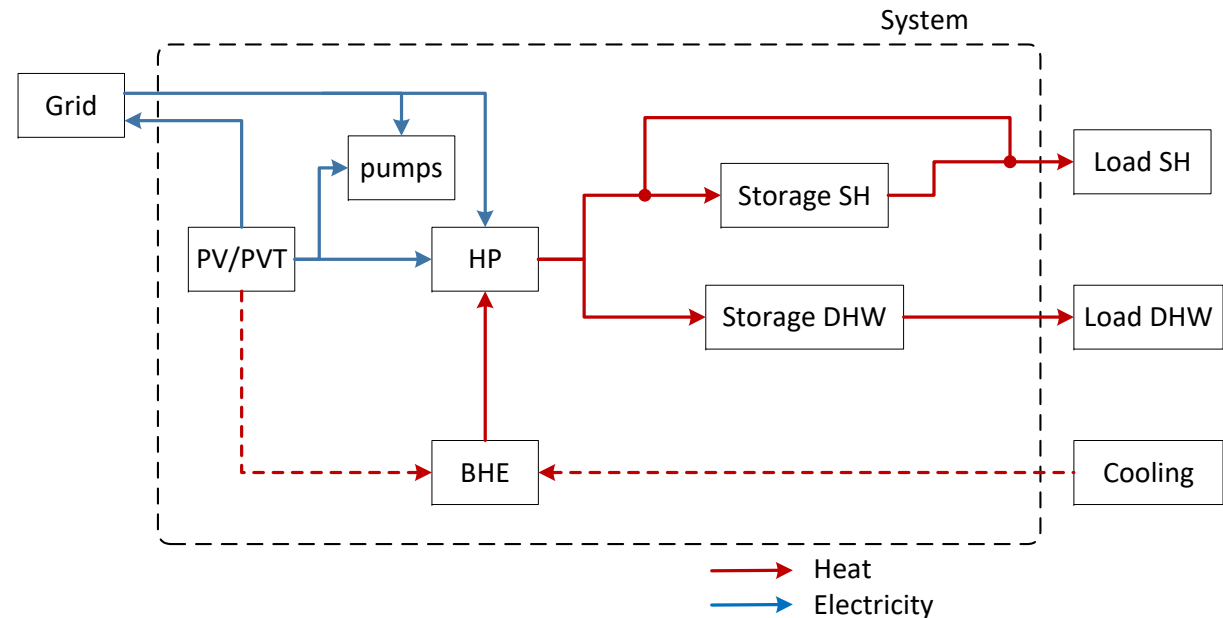 System
Grid
pumps
Load SH
Storage SH
PV/PVT
HP
Storage DHW
Load DHW
BHE
Cooling
Heat
Electricity